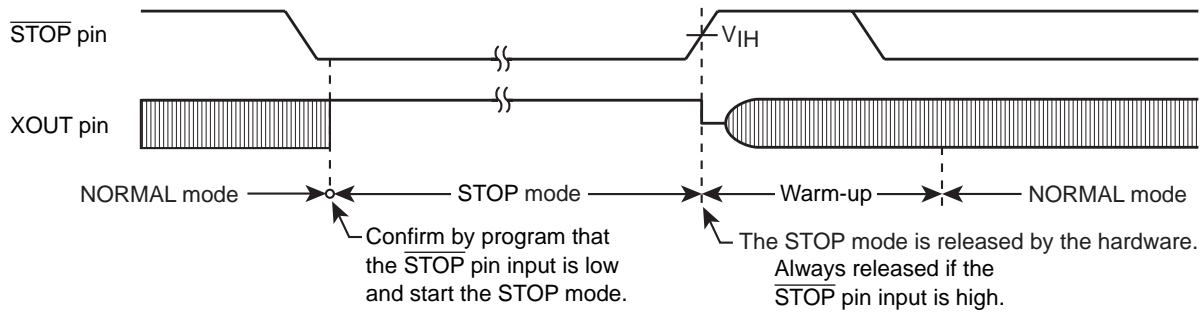 STOP pin
VIH
XOUT pin
NORMAL mode
STOP mode
Warm-up
NORMAL mode
Confirm by program that
the STOP pin input is low
and start the STOP mode.
The STOP mode is released by the hardware.
Always released if the
STOP pin input is high.